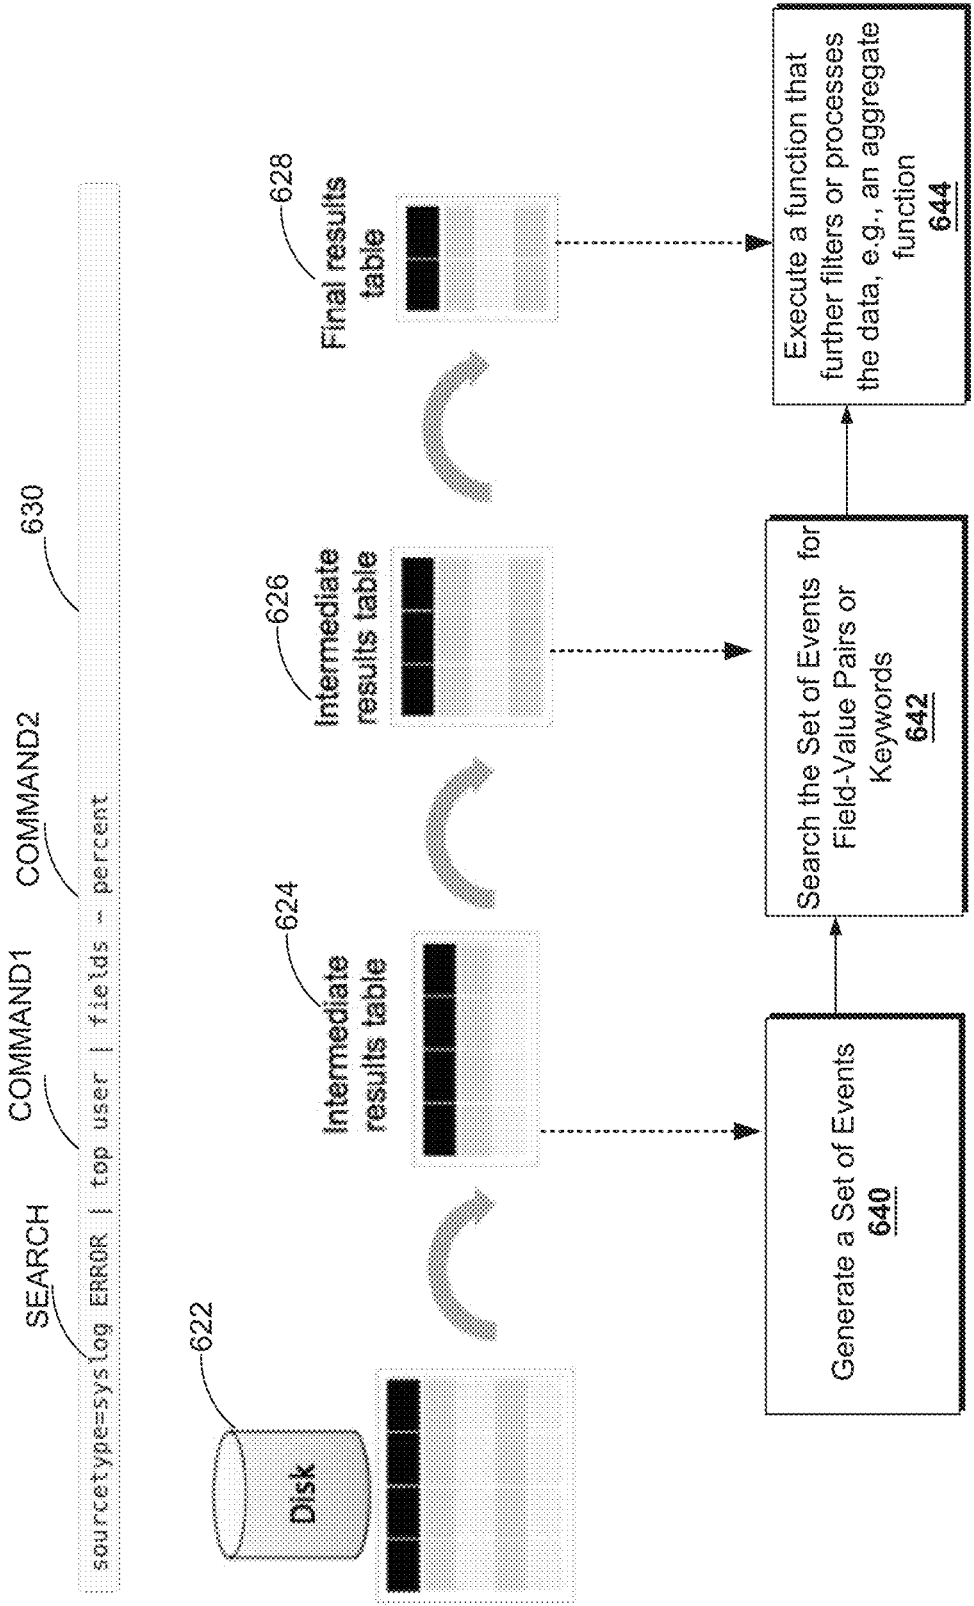 SEARCH
COMMAND1
COMMAND2
630
sourcetype=syslog ERROR | top user | fields – percent
622
Disk
624
Intermediate
results table
626
Intermediate
results table
628
Final results
table
Generate a Set of Events
640
Search the Set of Events for
Field-Value Pairs or
Keywords
642
Execute a function that
further filters or processes
the data, e.g., an aggregate
function
644